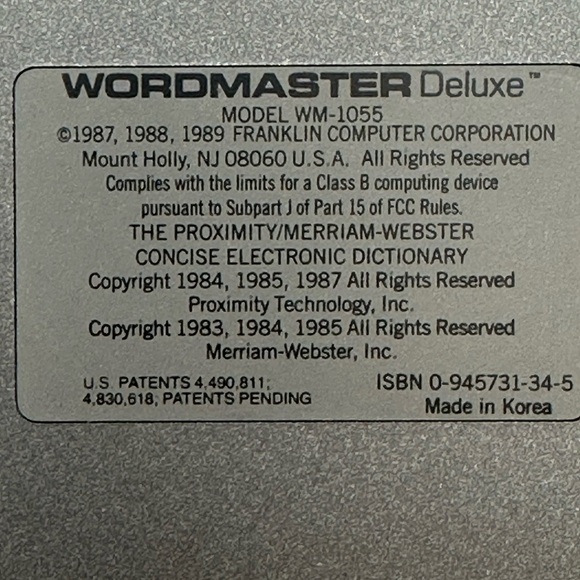 WORDMASTER Deluxe™
MODEL WM-1055
©1987, 1988, 1989 FRANKLIN COMPUTER CORPORATION
Mount Holly, NJ 08060 U.S.A. All Rights Reserved
Complies with the limits for a Class B computing device
pursuant to Subpart J of Part 15 of FCC Rules.
THE PROXIMITY/MERRIAM-WEBSTER
CONCISE ELECTRONIC DICTIONARY
Copyright 1984, 1985, 1987 All Rights Reserved
Proximity Technology, Inc.
Copyright 1983, 1984, 1985 All Rights Reserved
Merriam-Webster, Inc.
U.S. PATENTS 4,490,811;
4,830,618; PATENTS PENDING
ISBN 0-945731-34-5
Made in Korea